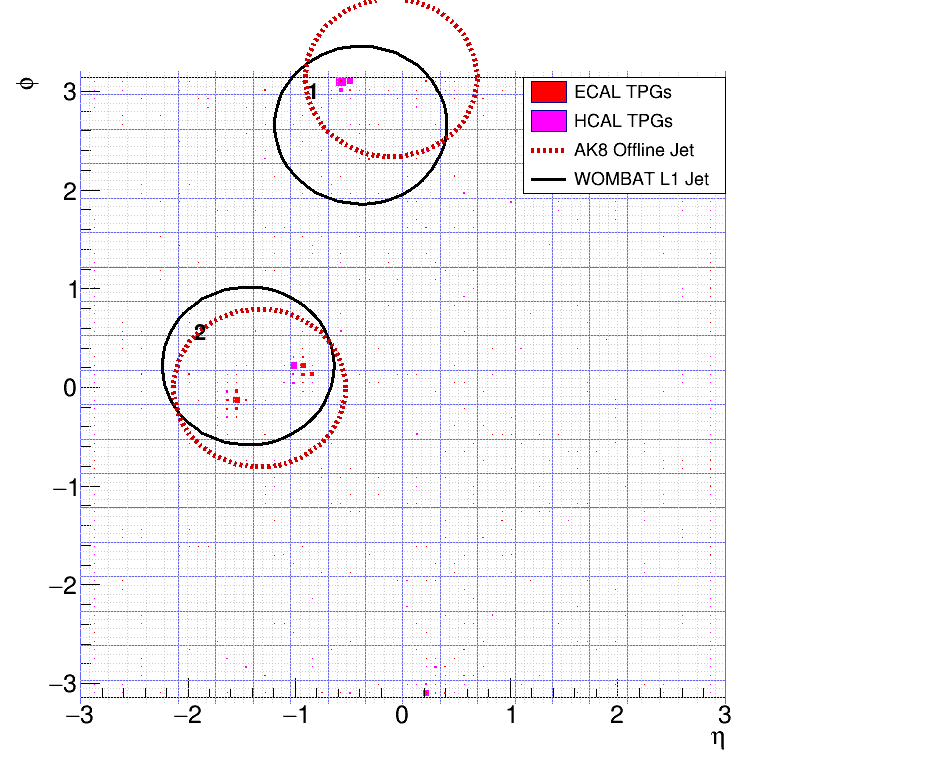 ϕ
3
2
1
0
−1
−2
−3
1
2
ECAL TPGs
HCAL TPGs
AK8 Offline Jet
WOMBAT L1 Jet
−3 −2 −1 0 1 2 3
η